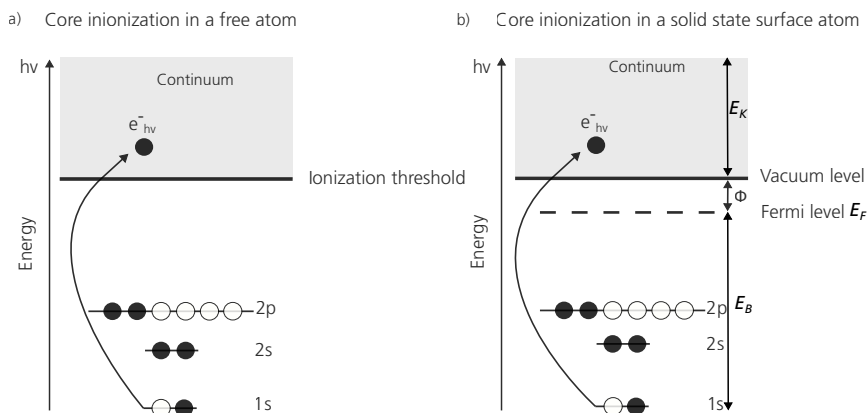 a) Core inionization in a free atom
hν
Continuum
e⁻hν
Ionization threshold
Energy
2p
2s
1s
b) Core inionization in a solid state surface atom
hν
Continuum
E_K
e⁻hν
Vacuum level
Φ
Fermi level E_F
Energy
2p
E_B
2s
1s